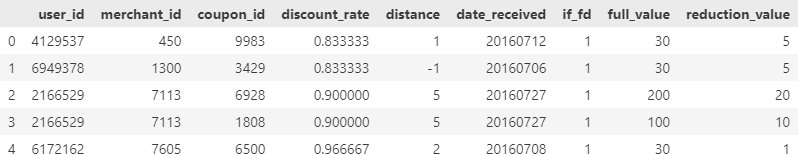 user_id merchant_id coupon_id discount_rate distance date_received if_fd full_value reduction_value
0 4129537 450 9983 0.833333 1 20160712 1 30 5
1 6949378 1300 3429 0.833333 -1 20160706 1 30 5
2 2166529 7113 6928 0.900000 5 20160727 1 200 20
3 2166529 7113 1808 0.900000 5 20160727 1 100 10
4 6172162 7605 6500 0.966667 2 20160708 1 30 1